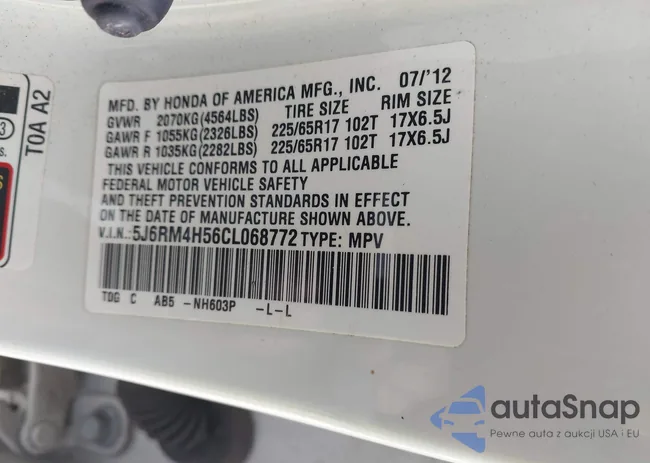 MFD. BY HONDA OF AMERICA MFG., INC. 07/'12
GVWR 2070KG(4564LBS) TIRE SIZE RIM SIZE
GAWR F 1055KG(2326LBS) 225/65R17 102T 17X6.5J
GAWR R 1035KG(2282LBS) 225/65R17 102T 17X6.5J
THIS VEHICLE CONFORMS TO ALL APPLICABLE
FEDERAL MOTOR VEHICLE SAFETY
AND THEFT PREVENTION STANDARDS IN EFFECT
ON THE DATE OF MANUFACTURE SHOWN ABOVE.
V.I.N.:5J6RM4H56CL068772 TYPE: MPV
TDG C AB5 -NH603P -L-L
T0A A2
3
s.
autaSnap
Pewne auta z aukcji USA i EU